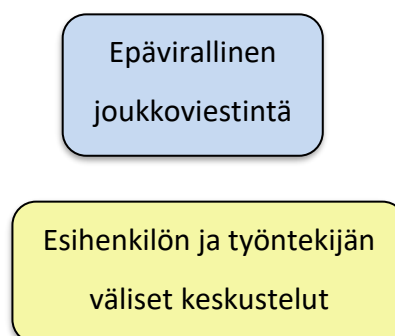 Epävirallinen
joukkoviestintä
Esihenkilön ja työntekijän
väliset keskustelut